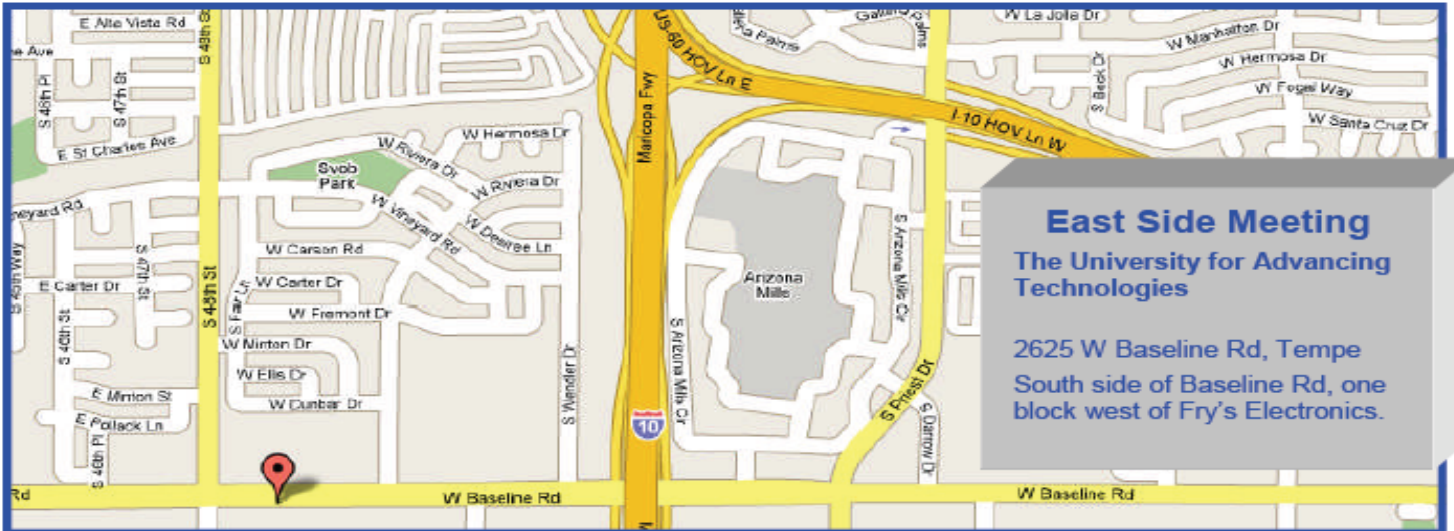 E Alta Vista Rd
S 48th St
US-60 HOV Ln E
W La Jolla Dr
W Manhatton Dr
W Hermosa Dr
W Fogal Way
W Santa Cruz Dr
S Beck Dr
S 47th St
E St Charles Ave
Maricopa Fwy
I-10 HOV Ln W
W Hermosa Dr
W Riviera Dr
W Riviera Dr
Svob
Park
W Vineyard Rd
W Desiree Ln
W Carson Rd
S 47th St
E Carter Dr
W Carter Dr
S Fair Ln
W Fremont Dr
S 48th St
W Minton Dr
W Ellis Dr
W Dunbar Dr
E Minton St
E Pollack Ln
S Wendler Dr
S Arizona Mills Cir
Arizona
Mills
S Arizona Mills Cir
S Priest Dr
S Darrow Dr
10
Rd
W Baseline Rd
W Baseline Rd
East Side Meeting
The University for Advancing
Technologies
2625 W Baseline Rd, Tempe
South side of Baseline Rd, one
block west of Fry's Electronics.